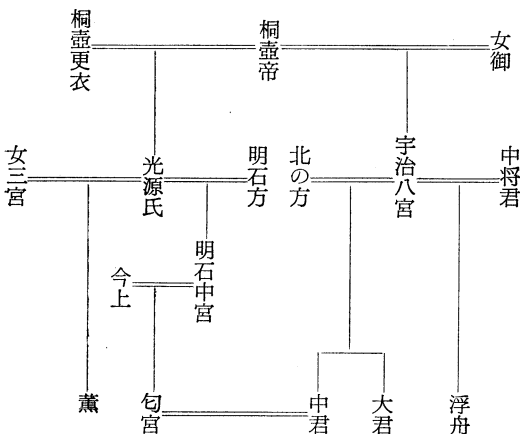 女御
桐壺帝
桐壺更衣
中将君
宇治八宮
北の方
明石方
光源氏
女三宮
明石中宮
今上
浮舟
大君
中君
匂宮
薫